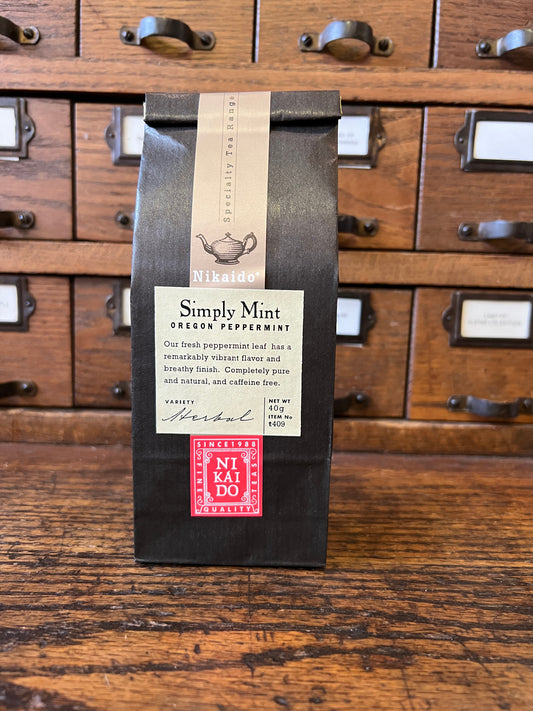 Specialty Tea Range
Nikaido®
Simply Mint
OREGON PEPPERMINT
Our fresh peppermint leaf has a
remarkably vibrant flavor and
breathy finish. Completely pure
and natural, and caffeine free.
VARIETY
Herbal
NET WT
40g
ITEM No
t409
SINCE 1988
FINE
NI
KAI
DO
TEAS
QUALITY